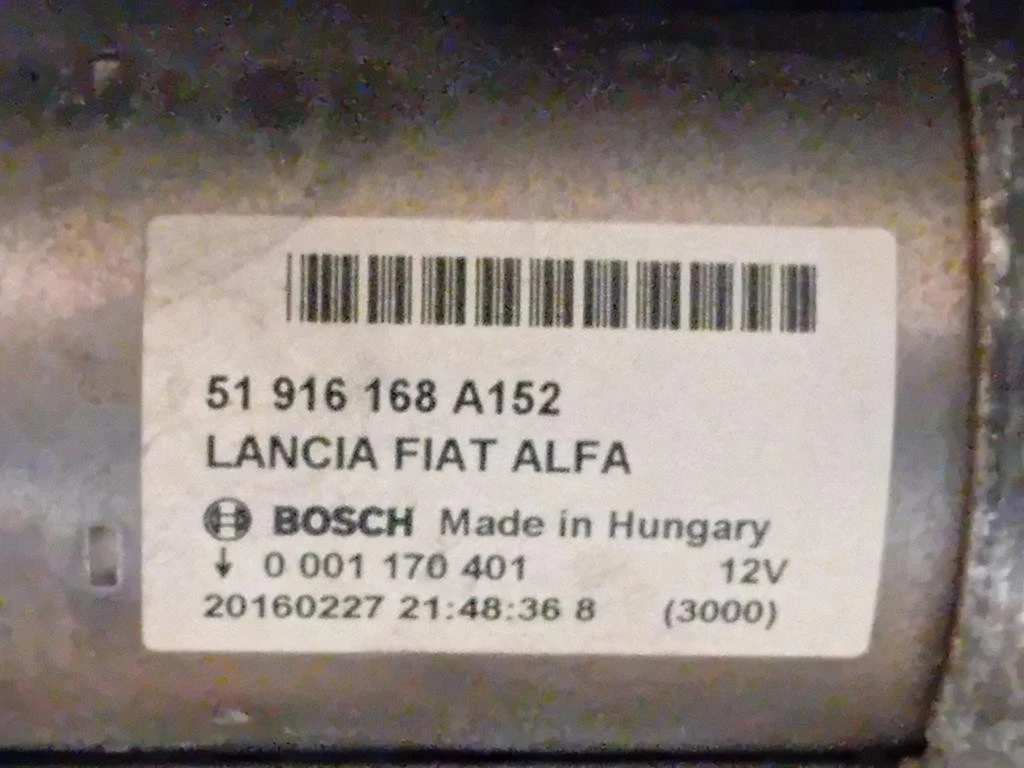 51 916 168 A152
LANCIA FIAT ALFA
BOSCH Made in Hungary
↓ 0 001 170 401 12V
20160227 21:48:36 8 (3000)